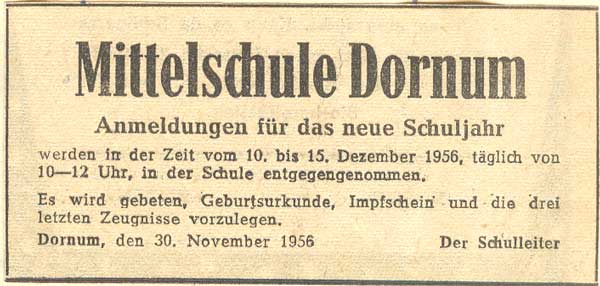 Mittelschule Dornum
Anmeldungen für das neue Schuljahr
werden in der Zeit vom 10. bis 15. Dezember 1956, täglich von
10—12 Uhr, in der Schule entgegengenommen.
Es wird gebeten, Geburtsurkunde, Impfschein und die drei
letzten Zeugnisse vorzulegen.
Dornum, den 30. November 1956 Der Schulleiter